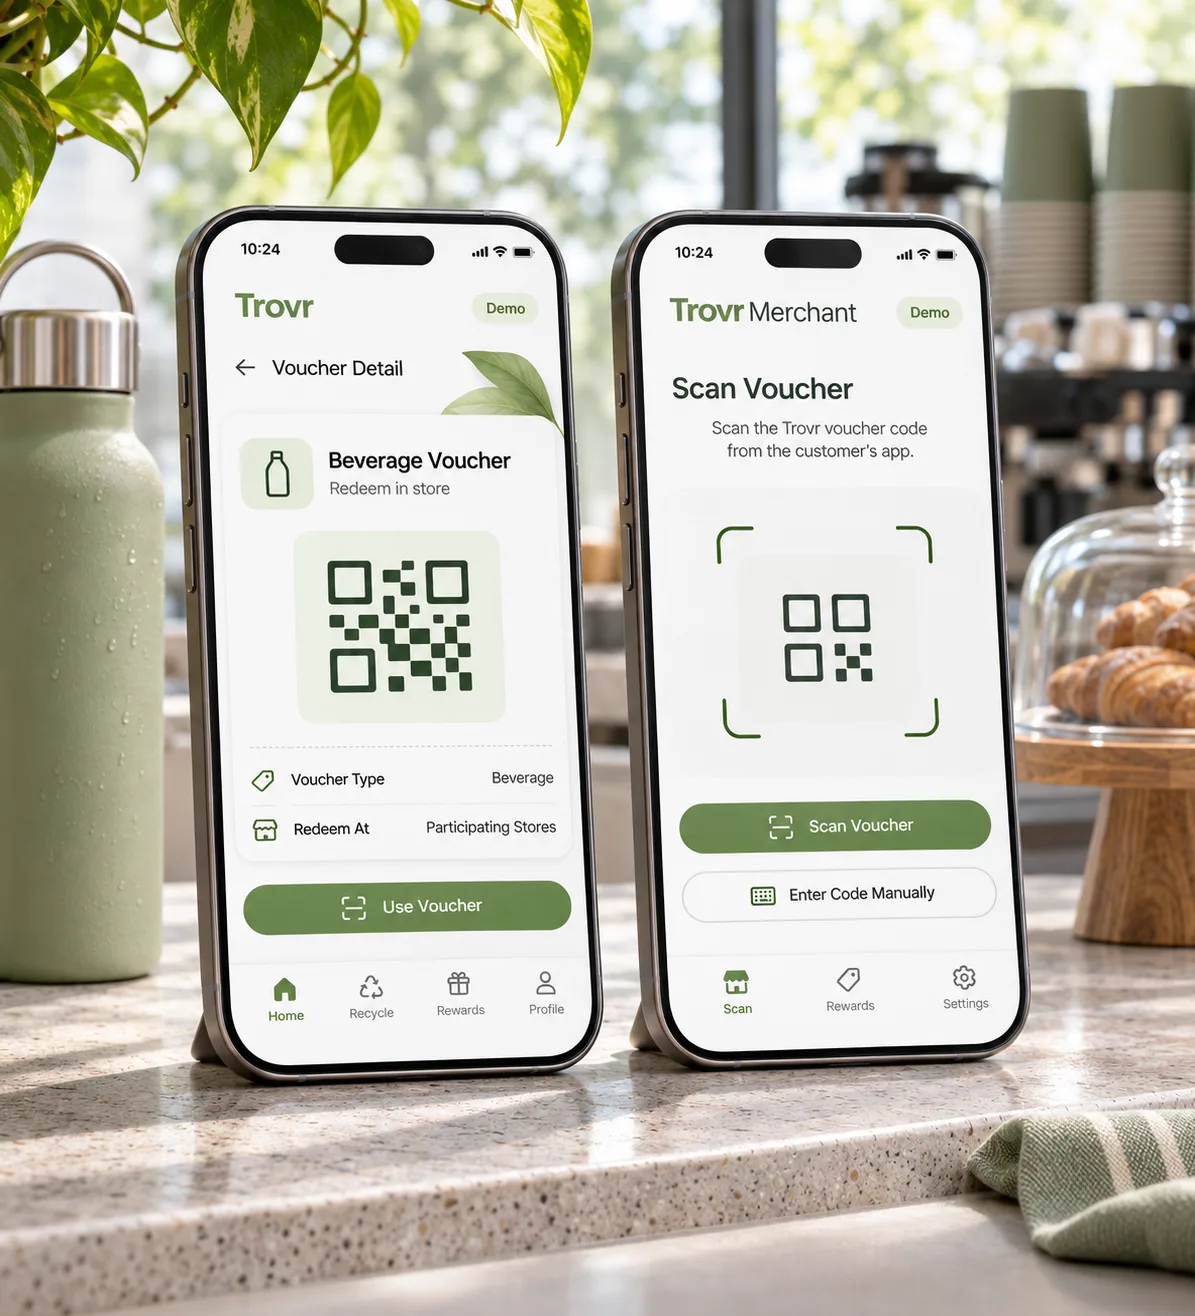 10:24
Trovr
Demo
Voucher Detail
Beverage Voucher
Redeem in store
Voucher Type
Beverage
Redeem At
Participating Stores
Use Voucher
Home
Recycle
Rewards
Profile
10:24
Trovr Merchant
Demo
Scan Voucher
Scan the Trovr voucher code
from the customer's app.
Scan Voucher
Enter Code Manually
Scan
Rewards
Settings